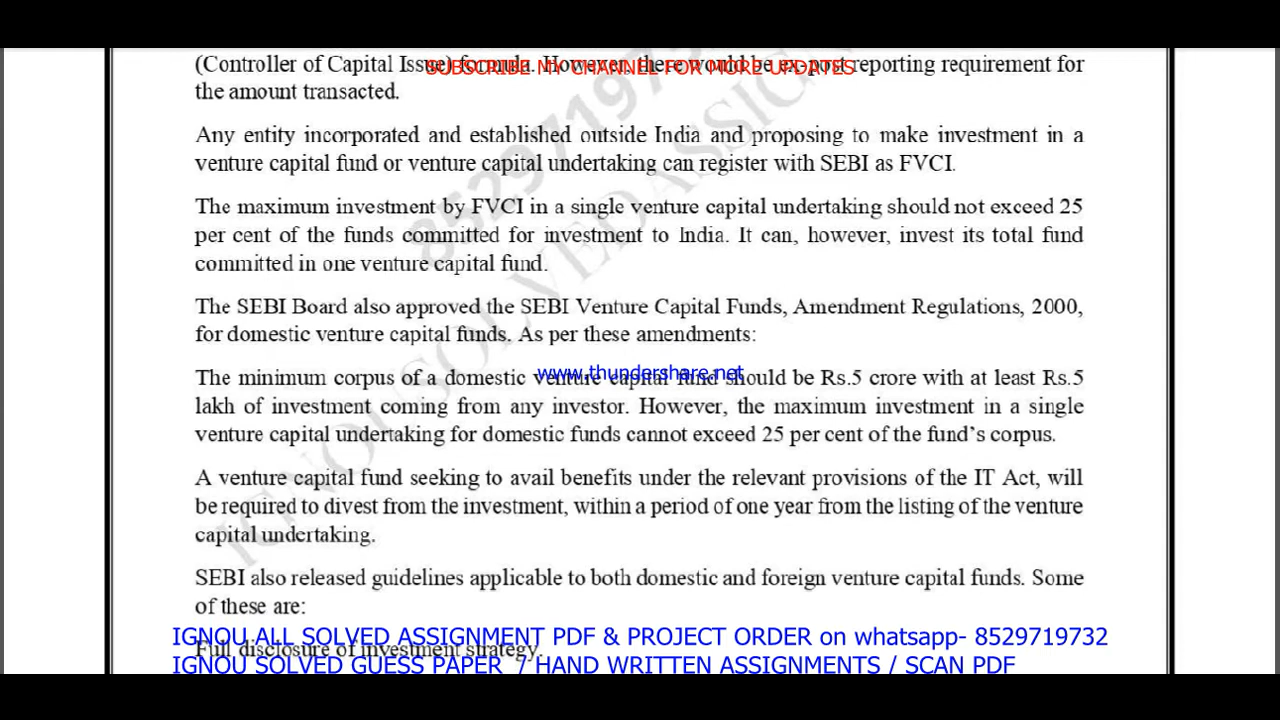 (Controller of Capital Issue) formula. However, there would be ex-post reporting requirement for
SUBSCRIBE MY CHANNEL FOR MORE UPDATES
the amount transacted.
Any entity incorporated and established outside India and proposing to make investment in a
venture capital fund or venture capital undertaking can register with SEBI as FVCI.
The maximum investment by FVCI in a single venture capital undertaking should not exceed 25
per cent of the funds committed for investment to India. It can, however, invest its total fund
committed in one venture capital fund.
The SEBI Board also approved the SEBI Venture Capital Funds, Amendment Regulations, 2000,
for domestic venture capital funds. As per these amendments:
www.thundershare.net
The minimum corpus of a domestic venture capital fund should be Rs.5 crore with at least Rs.5
lakh of investment coming from any investor. However, the maximum investment in a single
venture capital undertaking for domestic funds cannot exceed 25 per cent of the fund's corpus.
A venture capital fund seeking to avail benefits under the relevant provisions of the IT Act, will
be required to divest from the investment, within a period of one year from the listing of the venture
capital undertaking.
SEBI also released guidelines applicable to both domestic and foreign venture capital funds. Some
of these are:
IGNOU ALL SOLVED ASSIGNMENT PDF & PROJECT ORDER on whatsapp- 8529719732
Full disclosure of investment strategy.
IGNOU SOLVED GUESS PAPER / HAND WRITTEN ASSIGNMENTS / SCAN PDF